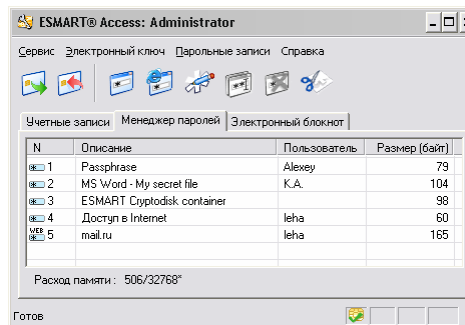 ESMART® Access: Administrator
Сервис Электронный ключ Парольные записи Справка
Учетные записи Менеджер паролей Электронный блокнот
N Описание Пользователь Размер (байт)
1 Passphrase Alexey 79
2 MS Word - My secret file K.A. 104
3 ESMART Cryptodisk container 98
4 Доступ в Internet leha 60
WEB 5 mail.ru leha 165
Расход памяти : 506/32768*
Готов